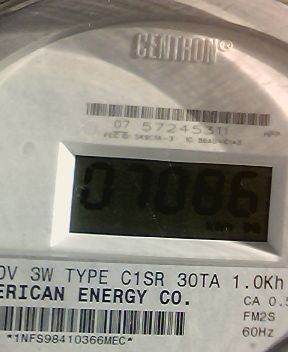 CENTRON®
07 57245311
07086
0V 3W TYPE C1SR 30TA 1.0Kh
ERICAN ENERGY CO.
CA 0.5
FM2S
60Hz
*1NFS98410366MEC*